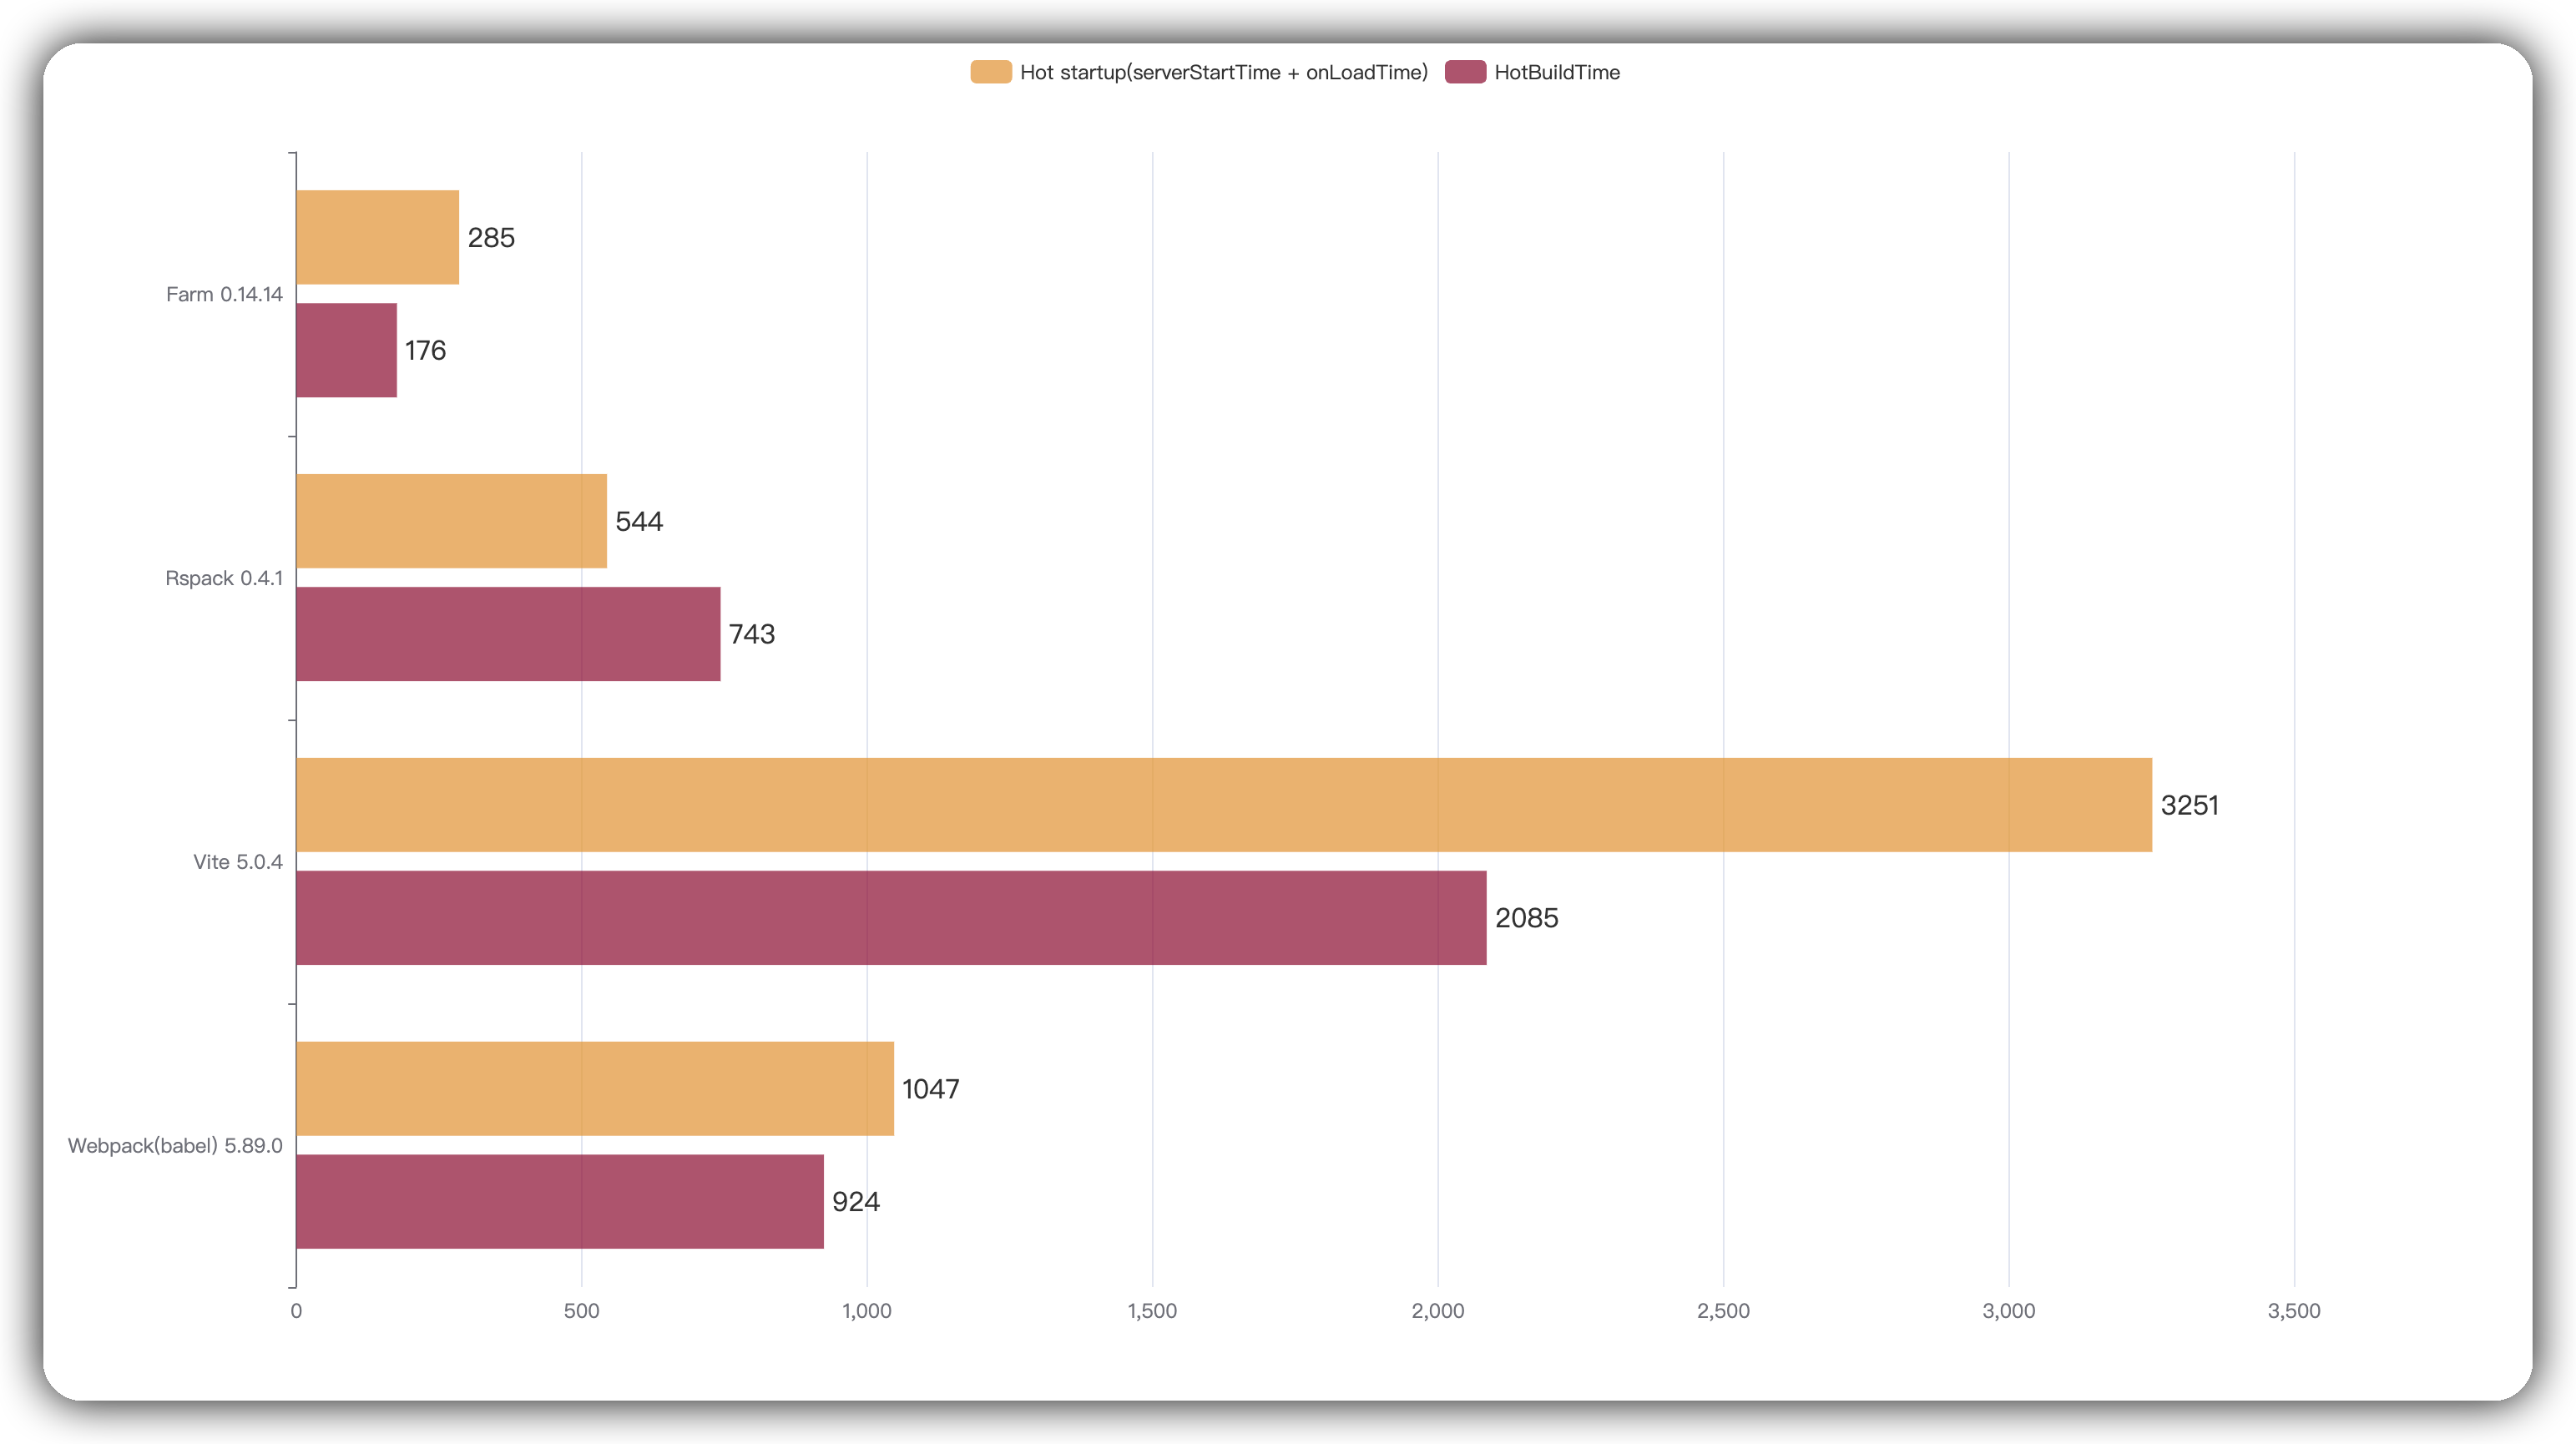 Hot startup(serverStartTime + onLoadTime) HotBuildTime
285
Farm 0.14.14
176
544
Rspack 0.4.1
743
3251
Vite 5.0.4
2085
1047
Webpack(babel) 5.89.0
924
0 500 1,000 1,500 2,000 2,500 3,000 3,500